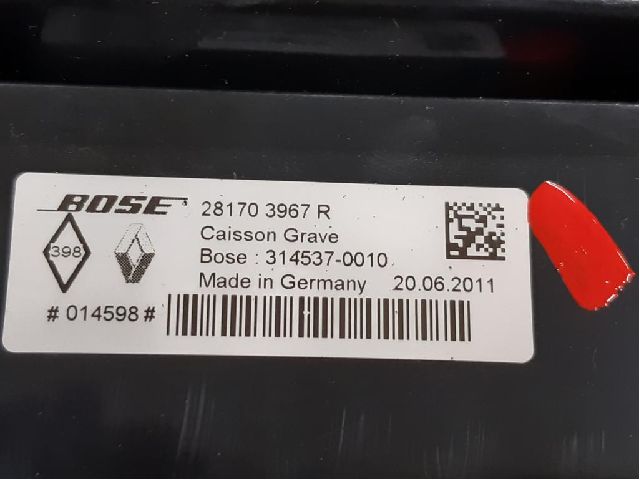 BOSE 28170 3967 R
Caisson Grave
398
Bose : 314537-0010
Made in Germany 20.06.2011
# 014598 #